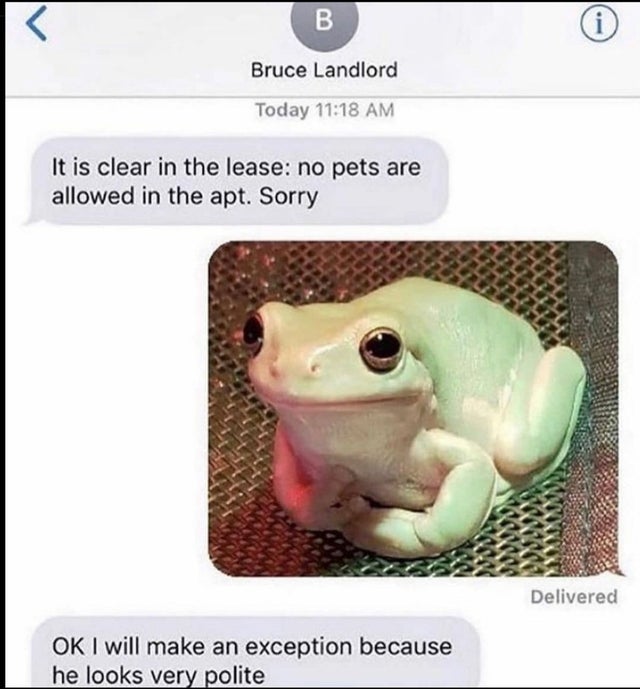 B
i
Bruce Landlord
Today 11:18 AM
It is clear in the lease: no pets are
allowed in the apt. Sorry
Delivered
OK I will make an exception because
he looks very polite